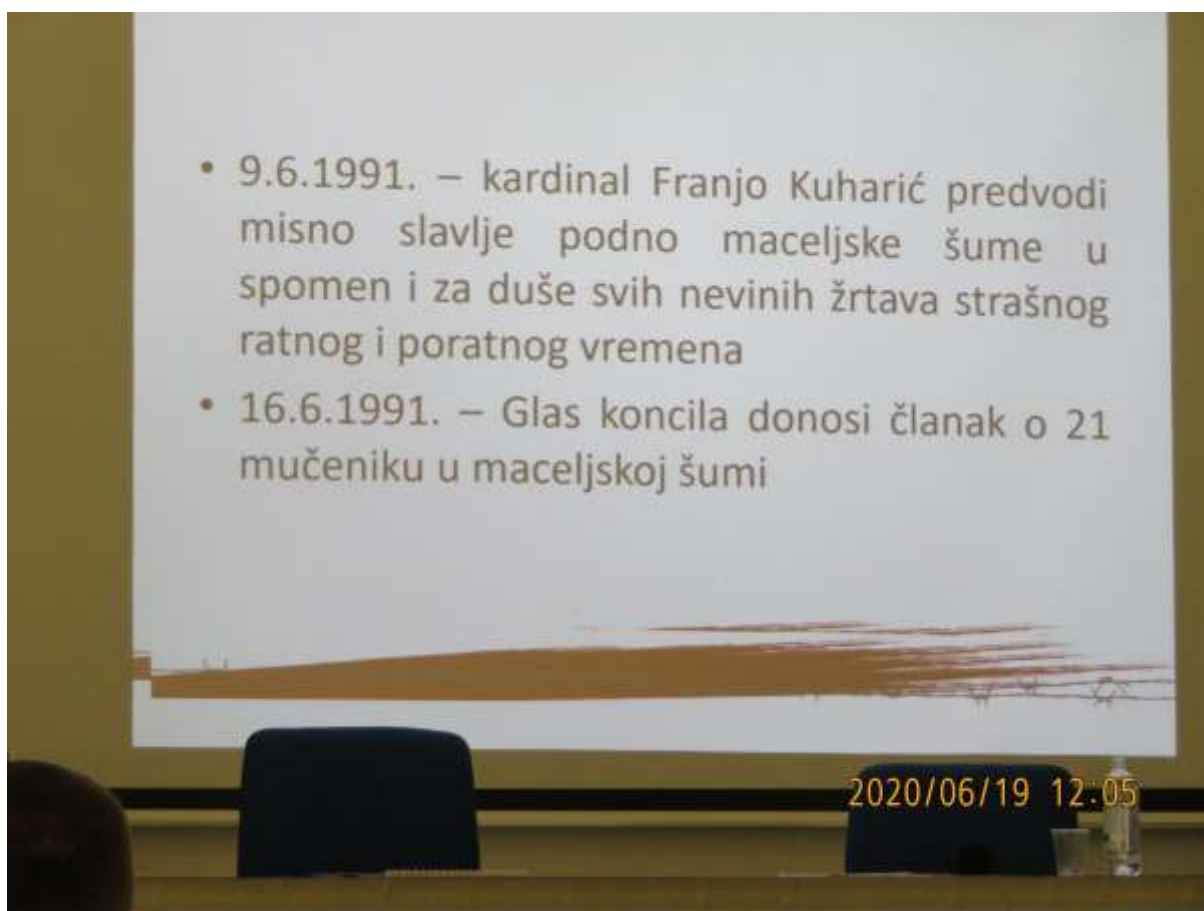 • 9.6.1991. – kardinal Franjo Kuharić predvodi
misno slavlje podno maceljske šume u
spomen i za duše svih nevinih žrtava strašnog
ratnog i poratnog vremena
• 16.6.1991. – Glas koncila donosi članak o 21
mučeniku u maceljskoj šumi
2020/06/19 12:05